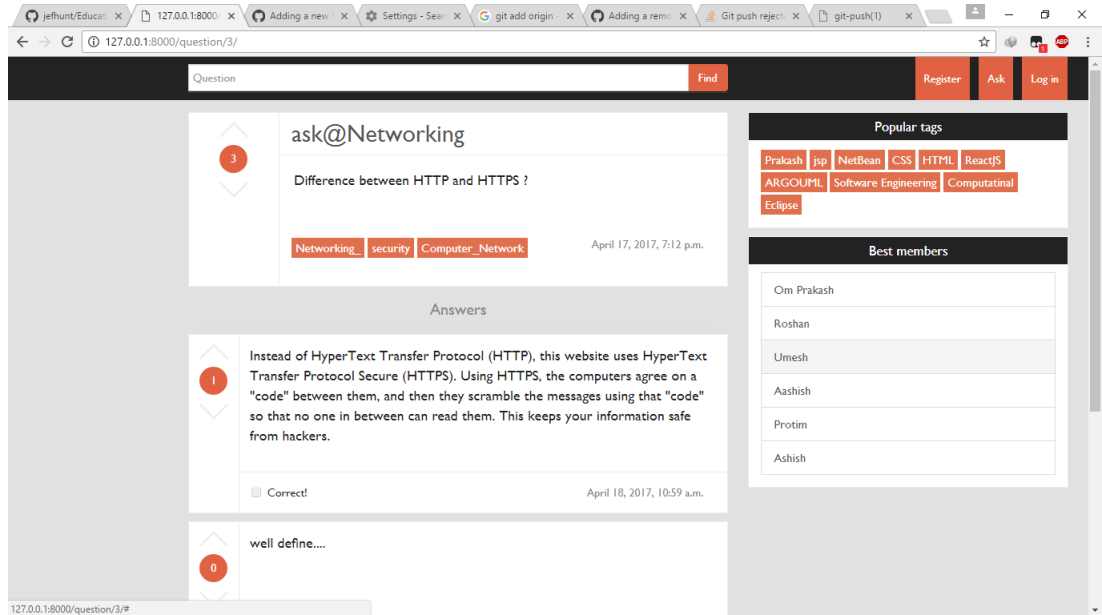 jefhunt/Educati
127.0.0.1:8000/
Adding a new S
Settings - Sear
git add origin -
Adding a remo
Git push rejecte
git-push(1)
127.0.0.1:8000/question/3/
1
ABP
Question
Find
Register
Ask
Log in
3
ask@Networking
Difference between HTTP and HTTPS ?
Networking_ security Computer_Network
April 17, 2017, 7:12 p.m.
Answers
1
Instead of HyperText Transfer Protocol (HTTP), this website uses HyperText
Transfer Protocol Secure (HTTPS). Using HTTPS, the computers agree on a
"code" between them, and then they scramble the messages using that "code"
so that no one in between can read them. This keeps your information safe
from hackers.
Correct!
April 18, 2017, 10:59 a.m.
0
well define....
Popular tags
Prakash jsp NetBean CSS HTML ReactJS
ARGOUML Software Engineering Computatinal
Eclipse
Best members
Om Prakash
Roshan
Umesh
Aashish
Protim
Ashish
127.0.0.1:8000/question/3/#